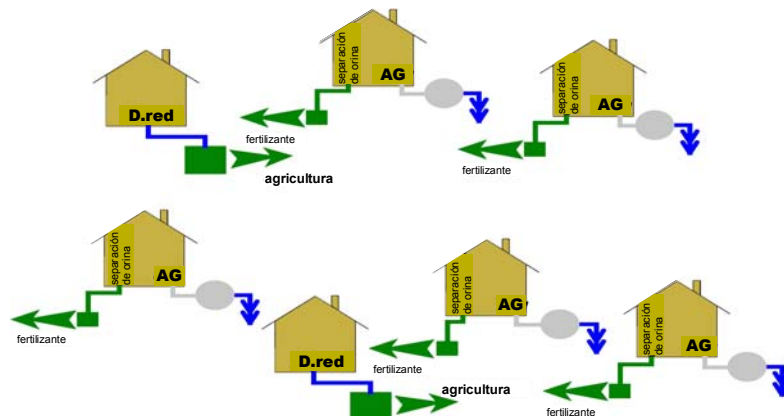 separación
de orina
AG
D.red
fertilizante
agricultura
separación
de orina
AG
fertilizante
separación
de orina
AG
fertilizante
D.red
agricultura
separación
de orina
AG
fertilizante
separación
de orina
AG
fertilizante